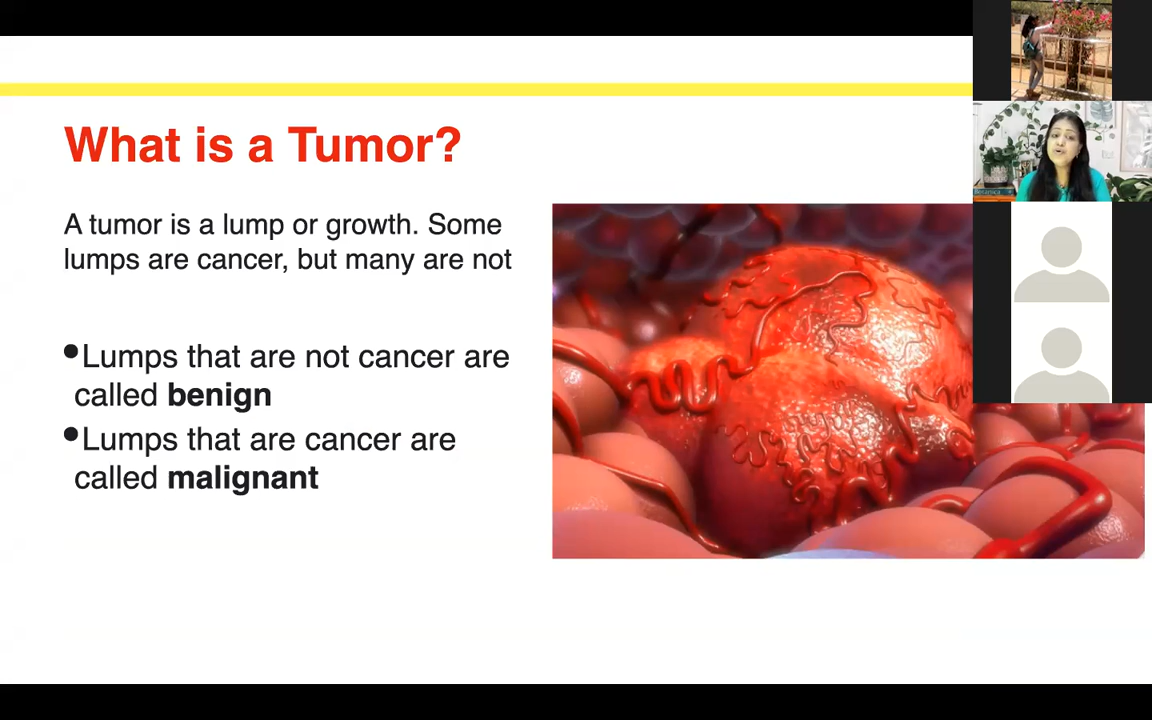 What is a Tumor?
A tumor is a lump or growth. Some
lumps are cancer, but many are not
•Lumps that are not cancer are
called benign
•Lumps that are cancer are
called malignant
Botanica